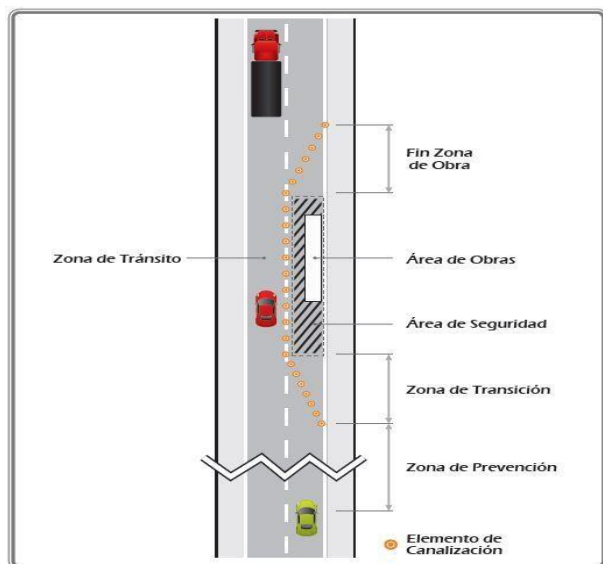 Fin Zona
de Obra
Zona de Tránsito
Área de Obras
Área de Seguridad
Zona de Transición
Zona de Prevención
Elemento de
Canalización